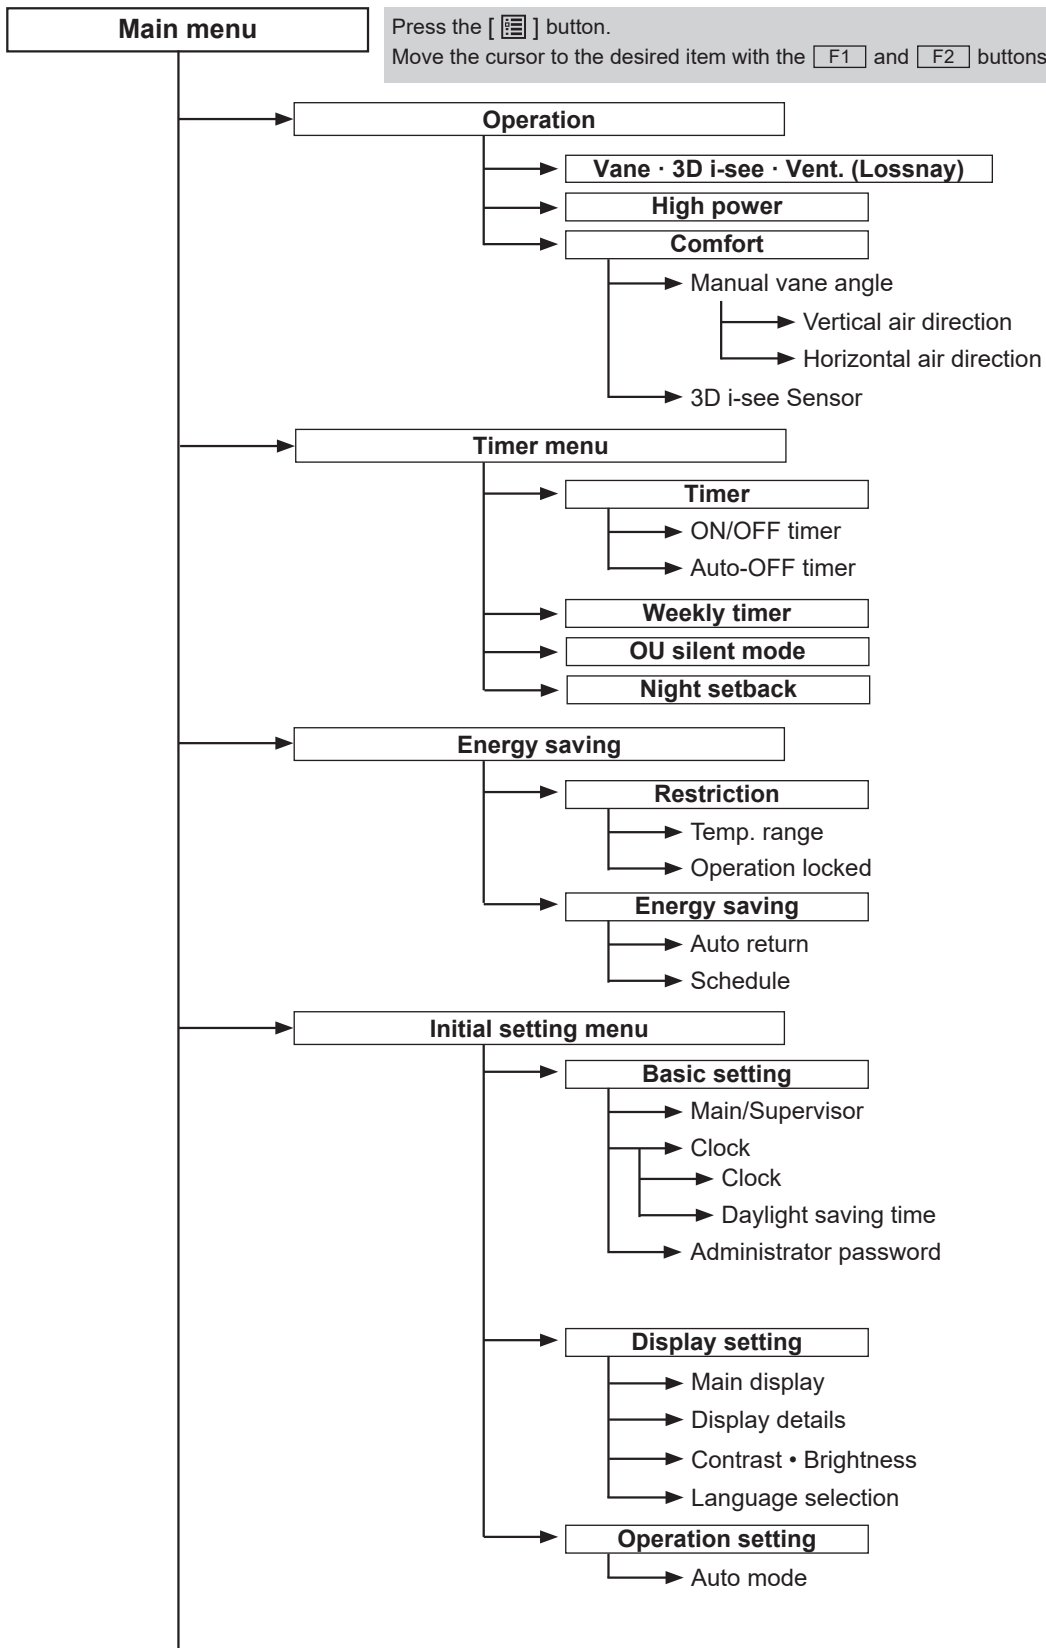 Main menu
Press the [ ] button.
Move the cursor to the desired item with the F1 and F2 buttons
Operation
Vane · 3D i-see · Vent. (Lossnay)
High power
Comfort
Manual vane angle
Vertical air direction
Horizontal air direction
3D i-see Sensor
Timer menu
Timer
ON/OFF timer
Auto-OFF timer
Weekly timer
OU silent mode
Night setback
Energy saving
Restriction
Temp. range
Operation locked
Energy saving
Auto return
Schedule
Initial setting menu
Basic setting
Main/Supervisor
Clock
Clock
Daylight saving time
Administrator password
Display setting
Main display
Display details
Contrast • Brightness
Language selection
Operation setting
Auto mode